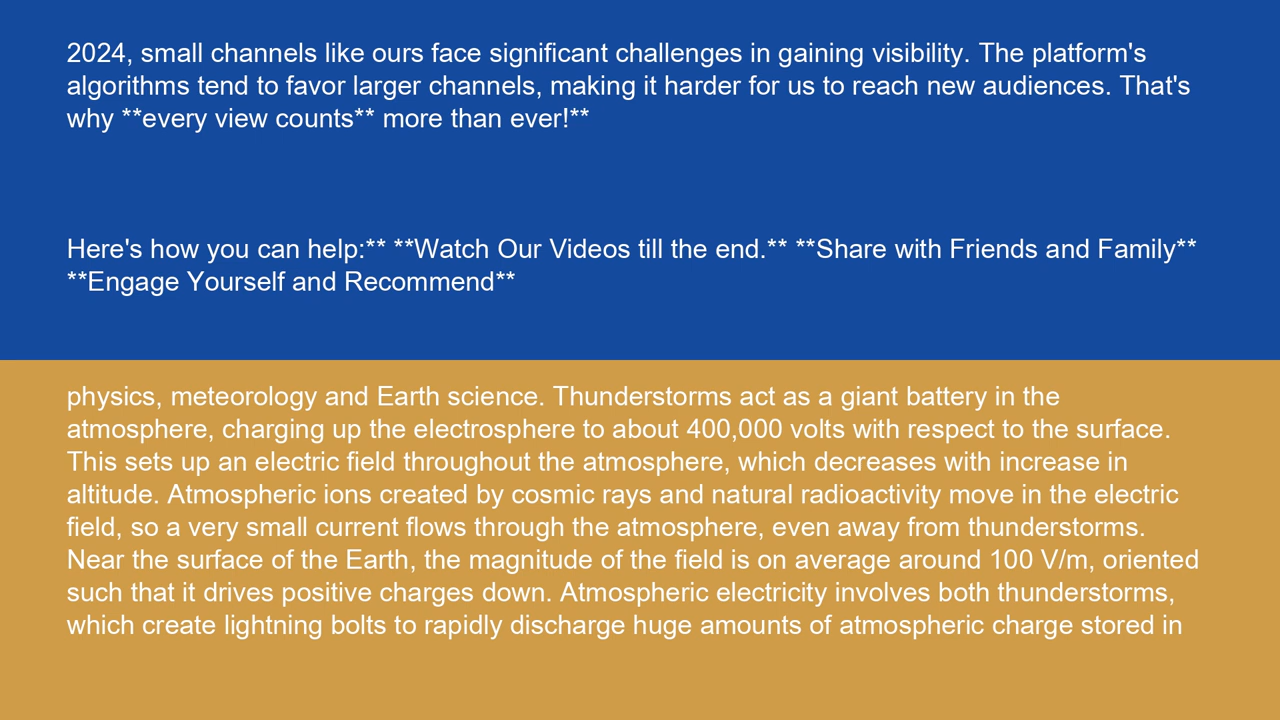 2024, small channels like ours face significant challenges in gaining visibility. The platform's
algorithms tend to favor larger channels, making it harder for us to reach new audiences. That's
why **every view counts** more than ever!**
Here's how you can help:** **Watch Our Videos till the end.** **Share with Friends and Family**
**Engage Yourself and Recommend**
physics, meteorology and Earth science. Thunderstorms act as a giant battery in the
atmosphere, charging up the electrosphere to about 400,000 volts with respect to the surface.
This sets up an electric field throughout the atmosphere, which decreases with increase in
altitude. Atmospheric ions created by cosmic rays and natural radioactivity move in the electric
field, so a very small current flows through the atmosphere, even away from thunderstorms.
Near the surface of the Earth, the magnitude of the field is on average around 100 V/m, oriented
such that it drives positive charges down. Atmospheric electricity involves both thunderstorms,
which create lightning bolts to rapidly discharge huge amounts of atmospheric charge stored in